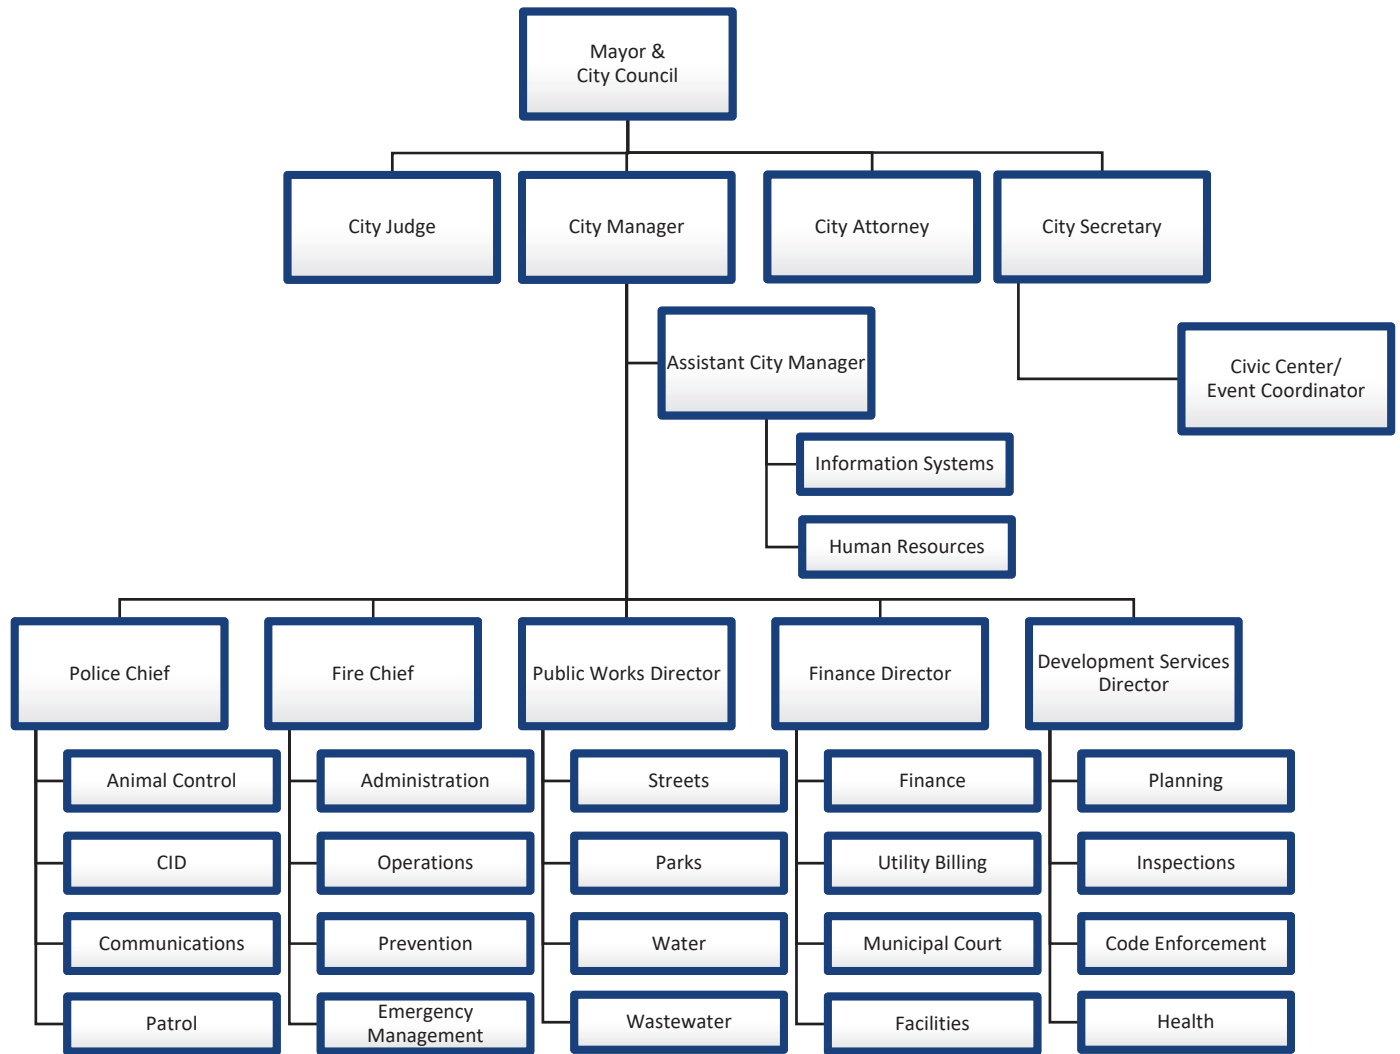 Mayor &
City Council
City Judge
City Manager
City Attorney
City Secretary
Assistant City Manager
Civic Center/
Event Coordinator
Information Systems
Human Resources
Police Chief
Fire Chief
Public Works Director
Finance Director
Development Services
Director
Animal Control
Administration
Streets
Finance
Planning
CID
Operations
Parks
Utility Billing
Inspections
Communications
Prevention
Water
Municipal Court
Code Enforcement
Patrol
Emergency
Management
Wastewater
Facilities
Health